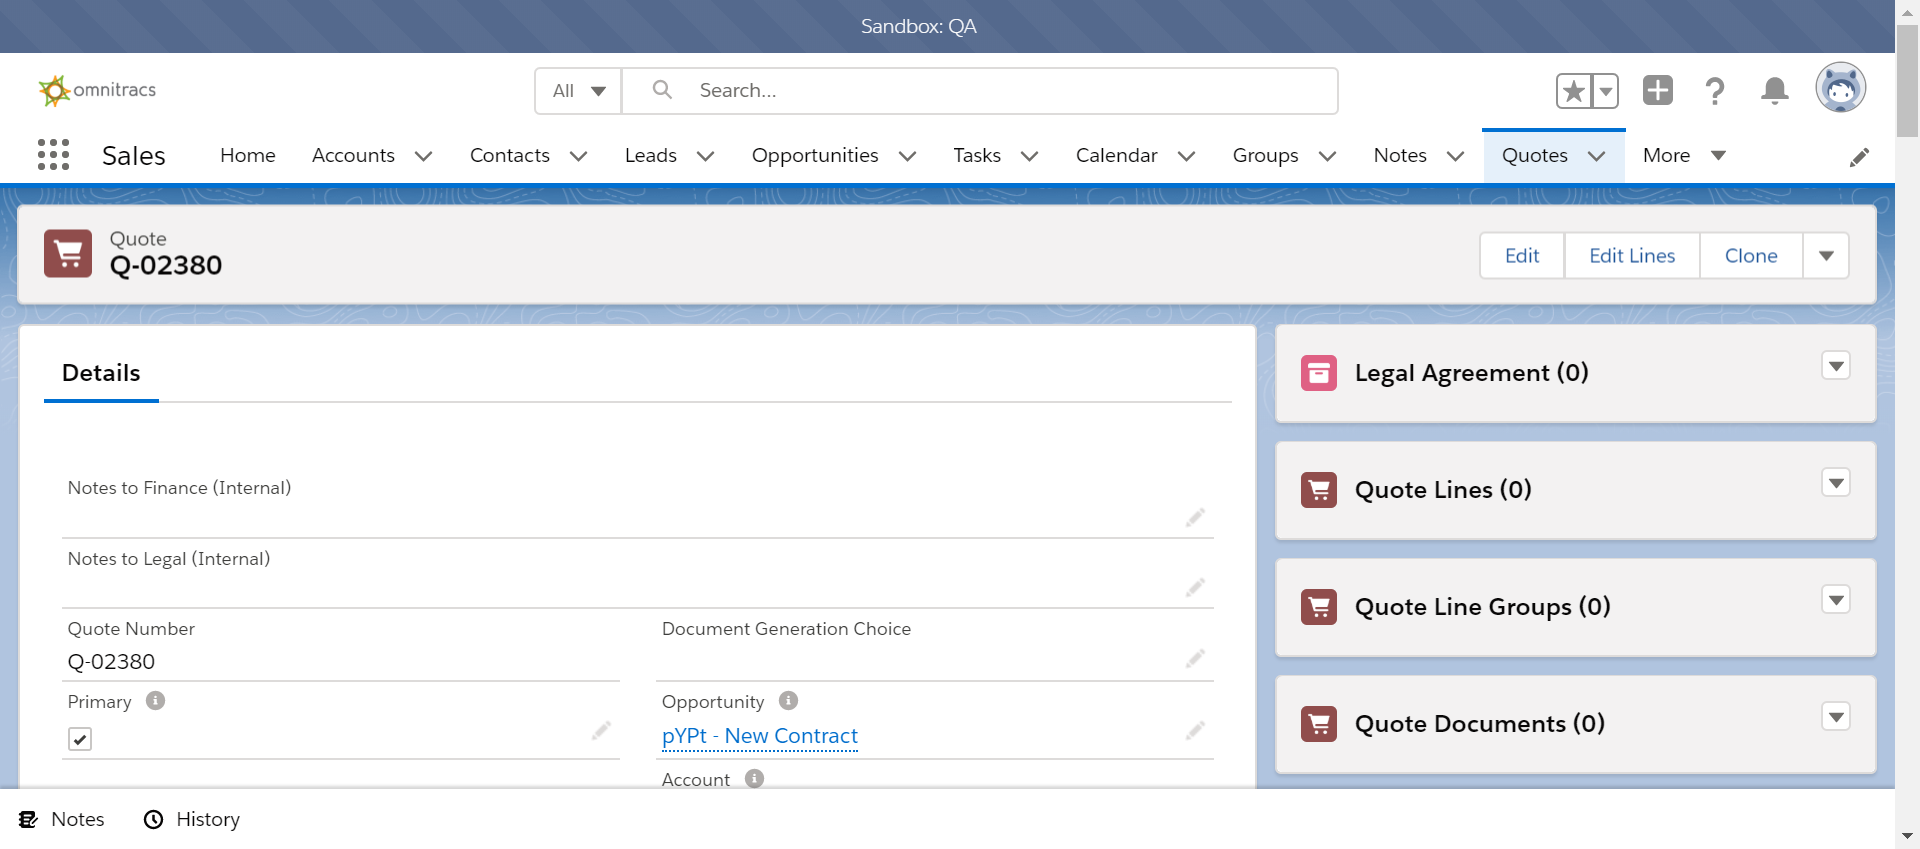 Sandbox: QA
omnitracs
All
Search...
Sales
Home
Accounts
Contacts
Leads
Opportunities
Tasks
Calendar
Groups
Notes
Quotes
More
Quote
Q-02380
Edit
Edit Lines
Clone
Details
Notes to Finance (Internal)
Notes to Legal (Internal)
Quote Number
Q-02380
Document Generation Choice
Primary
Opportunity
pYPt - New Contract
Account
Legal Agreement (0)
Quote Lines (0)
Quote Line Groups (0)
Quote Documents (0)
Notes
History